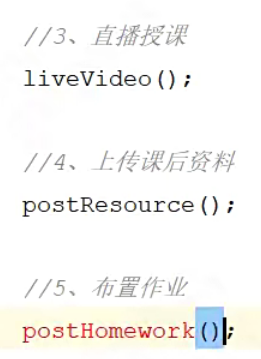 //3、直播授课
liveVideo();
//4、上传课后资料
postResource();
//5、布置作业
postHomework();